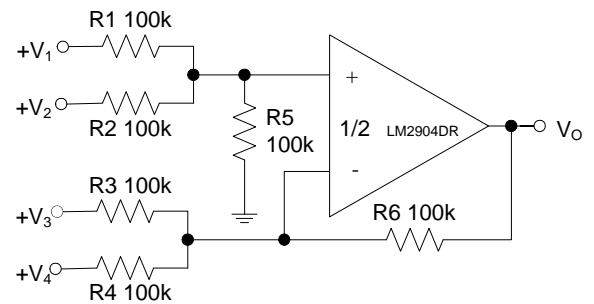 R1 100k
+V1
+V2
R2 100k
R5
100k
+
1/2
LM2904DR
-
VO
R3 100k
+V3
R6 100k
+V4
R4 100k